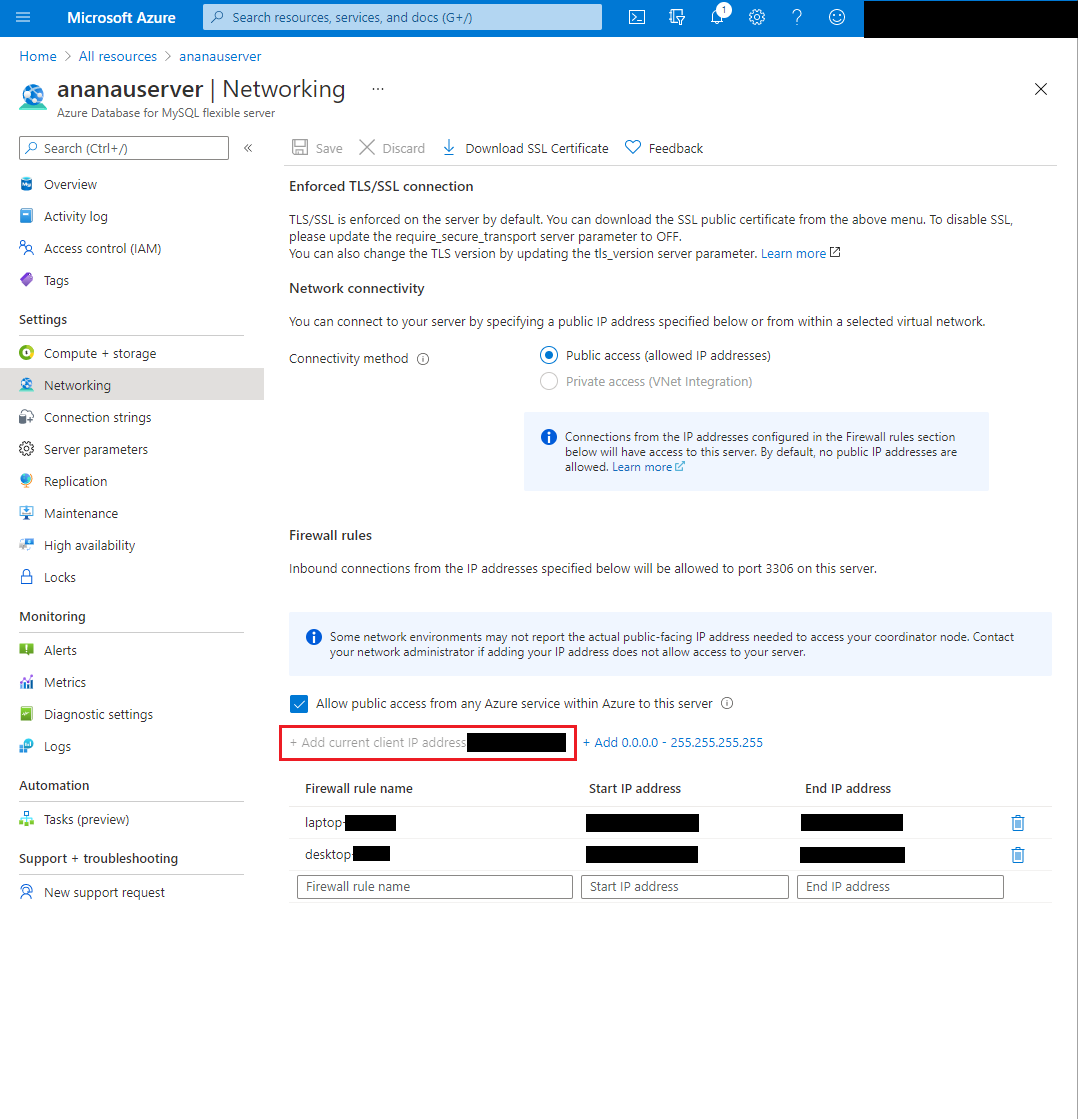 Microsoft Azure
Search resources, services, and docs (G+/)
1
Home > All resources > ananauserver
ananauserver | Networking ...
Azure Database for MySQL flexible server
Search (Ctrl+/)
«
Overview
Activity log
Access control (IAM)
Tags
Settings
Compute + storage
Networking
Connection strings
Server parameters
Replication
Maintenance
High availability
Locks
Monitoring
Alerts
Metrics
Diagnostic settings
Logs
Automation
Tasks (preview)
Support + troubleshooting
New support request
Save Discard Download SSL Certificate Feedback
Enforced TLS/SSL connection
TLS/SSL is enforced on the server by default. You can download the SSL public certificate from the above menu. To disable SSL,
please update the require_secure_transport server parameter to OFF.
You can also change the TLS version by updating the tls_version server parameter. Learn more
Network connectivity
You can connect to your server by specifying a public IP address specified below or from within a selected virtual network.
Connectivity method
Public access (allowed IP addresses)
Private access (VNet Integration)
Connections from the IP addresses configured in the Firewall rules section
below will have access to this server. By default, no public IP addresses are
allowed. Learn more
Firewall rules
Inbound connections from the IP addresses specified below will be allowed to port 3306 on this server.
Some network environments may not report the actual public-facing IP address needed to access your coordinator node. Contact
your network administrator if adding your IP address does not allow access to your server.
Allow public access from any Azure service within Azure to this server
+ Add current client IP address + Add 0.0.0.0 - 255.255.255.255
Firewall rule name Start IP address End IP address
laptop-
desktop-
Firewall rule name Start IP address End IP address